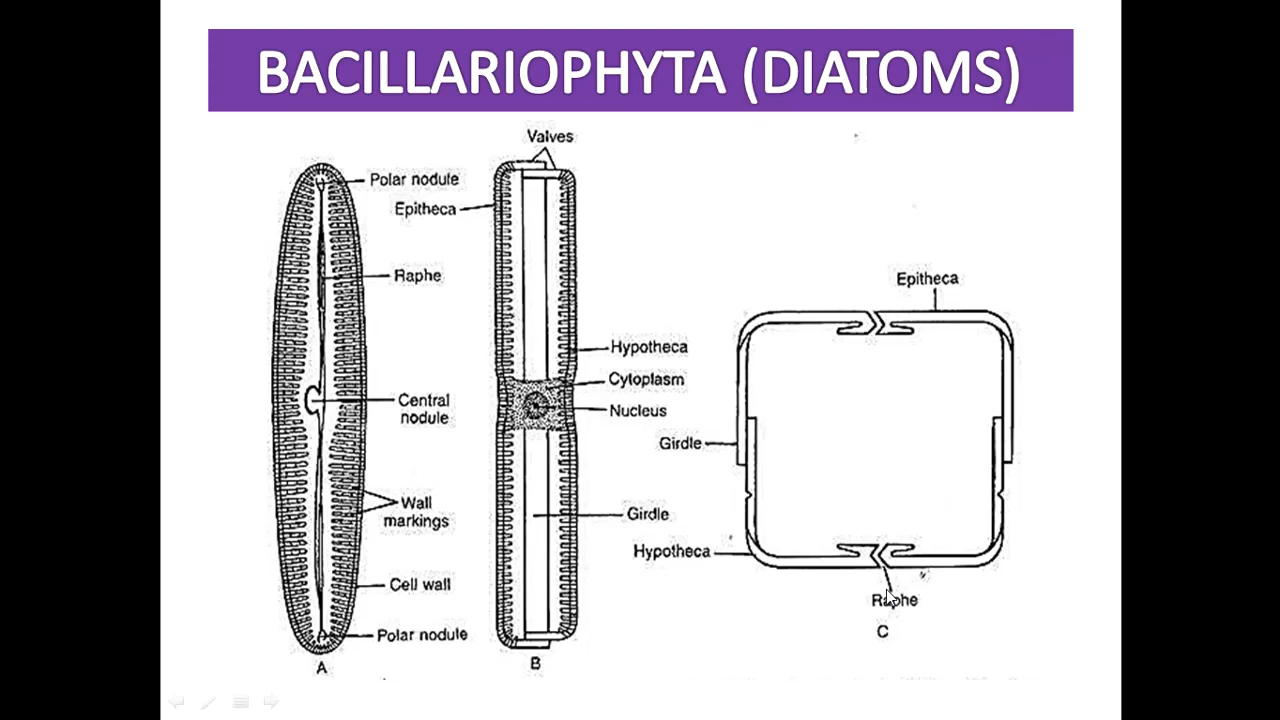 BACILLARIOPHYTA (DIATOMS)
Polar nodule
Raphe
Central
nodule
Wall
markings
Cell wall
Polar nodule
A
Valves
Epitheca
Hypotheca
Cytoplasm
Nucleus
Girdle
B
Epitheca
Girdle
Hypotheca
Raphe
C